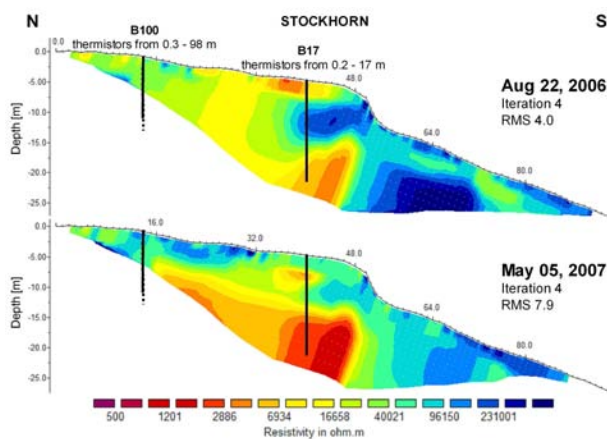 N
STOCKHORN
S
B100
thermistors from 0.3 - 98 m
B17
thermistors from 0.2 - 17 m
0.0
48.0
64.0
80.0
Depth [m]
0.0
-5.0
-10.0
-15.0
-20.0
-25.0
Aug 22, 2006
Iteration 4
RMS 4.0
16.0
32.0
48.0
64.0
80.0
Depth [m]
0.0
-5.0
-10.0
-15.0
-20.0
-25.0
May 05, 2007
Iteration 4
RMS 7.9
500 1201 2886 6934 16658 40021 96150 231001
Resistivity in ohm.m